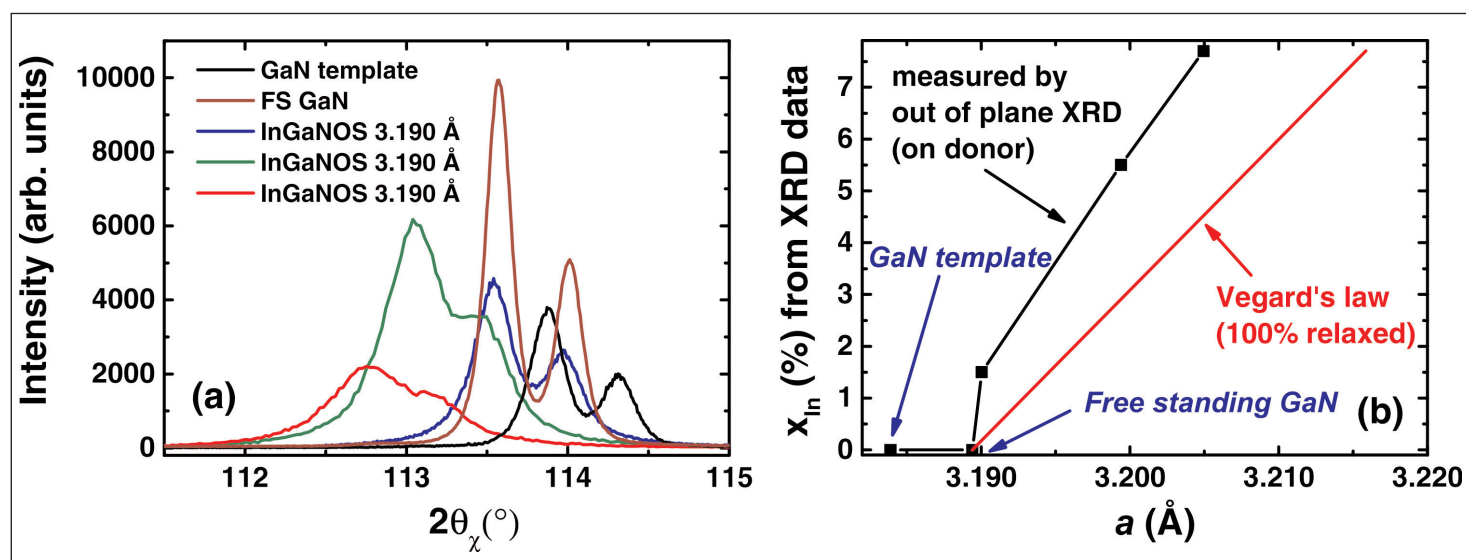 10000
8000
6000
4000
2000
0
Intensity (arb. units)
GaN template
FS GaN
InGaNOS 3.190 Å
InGaNOS 3.190 Å
InGaNOS 3.190 Å
(a)
112
113
114
115
2θχ(°)
7
6
5
4
3
2
1
0
xIn (%) from XRD data
measured by
out of plane XRD
(on donor)
GaN template
Vegard's law
(100% relaxed)
Free standing GaN
(b)
3.190
3.200
3.210
3.220
a (Å)